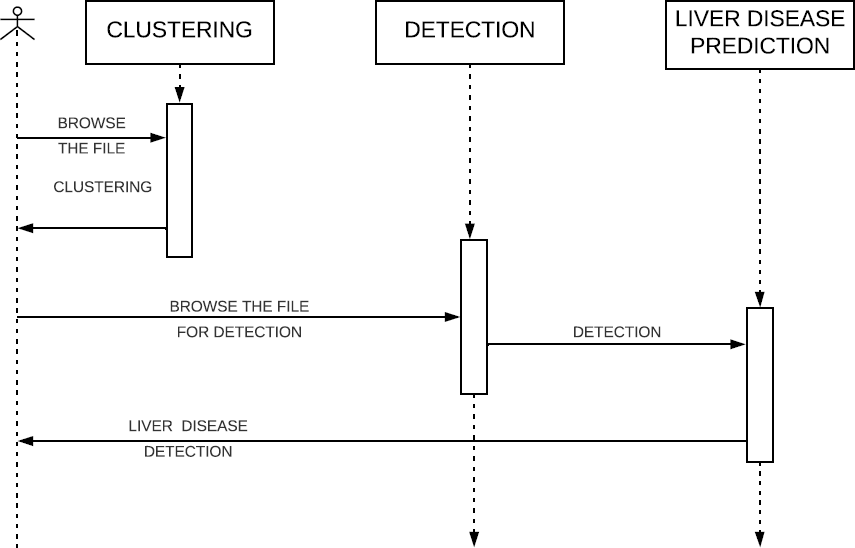 CLUSTERING
DETECTION
LIVER DISEASE
PREDICTION
BROWSE
THE FILE
CLUSTERING
BROWSE THE FILE
FOR DETECTION
DETECTION
LIVER DISEASE
DETECTION